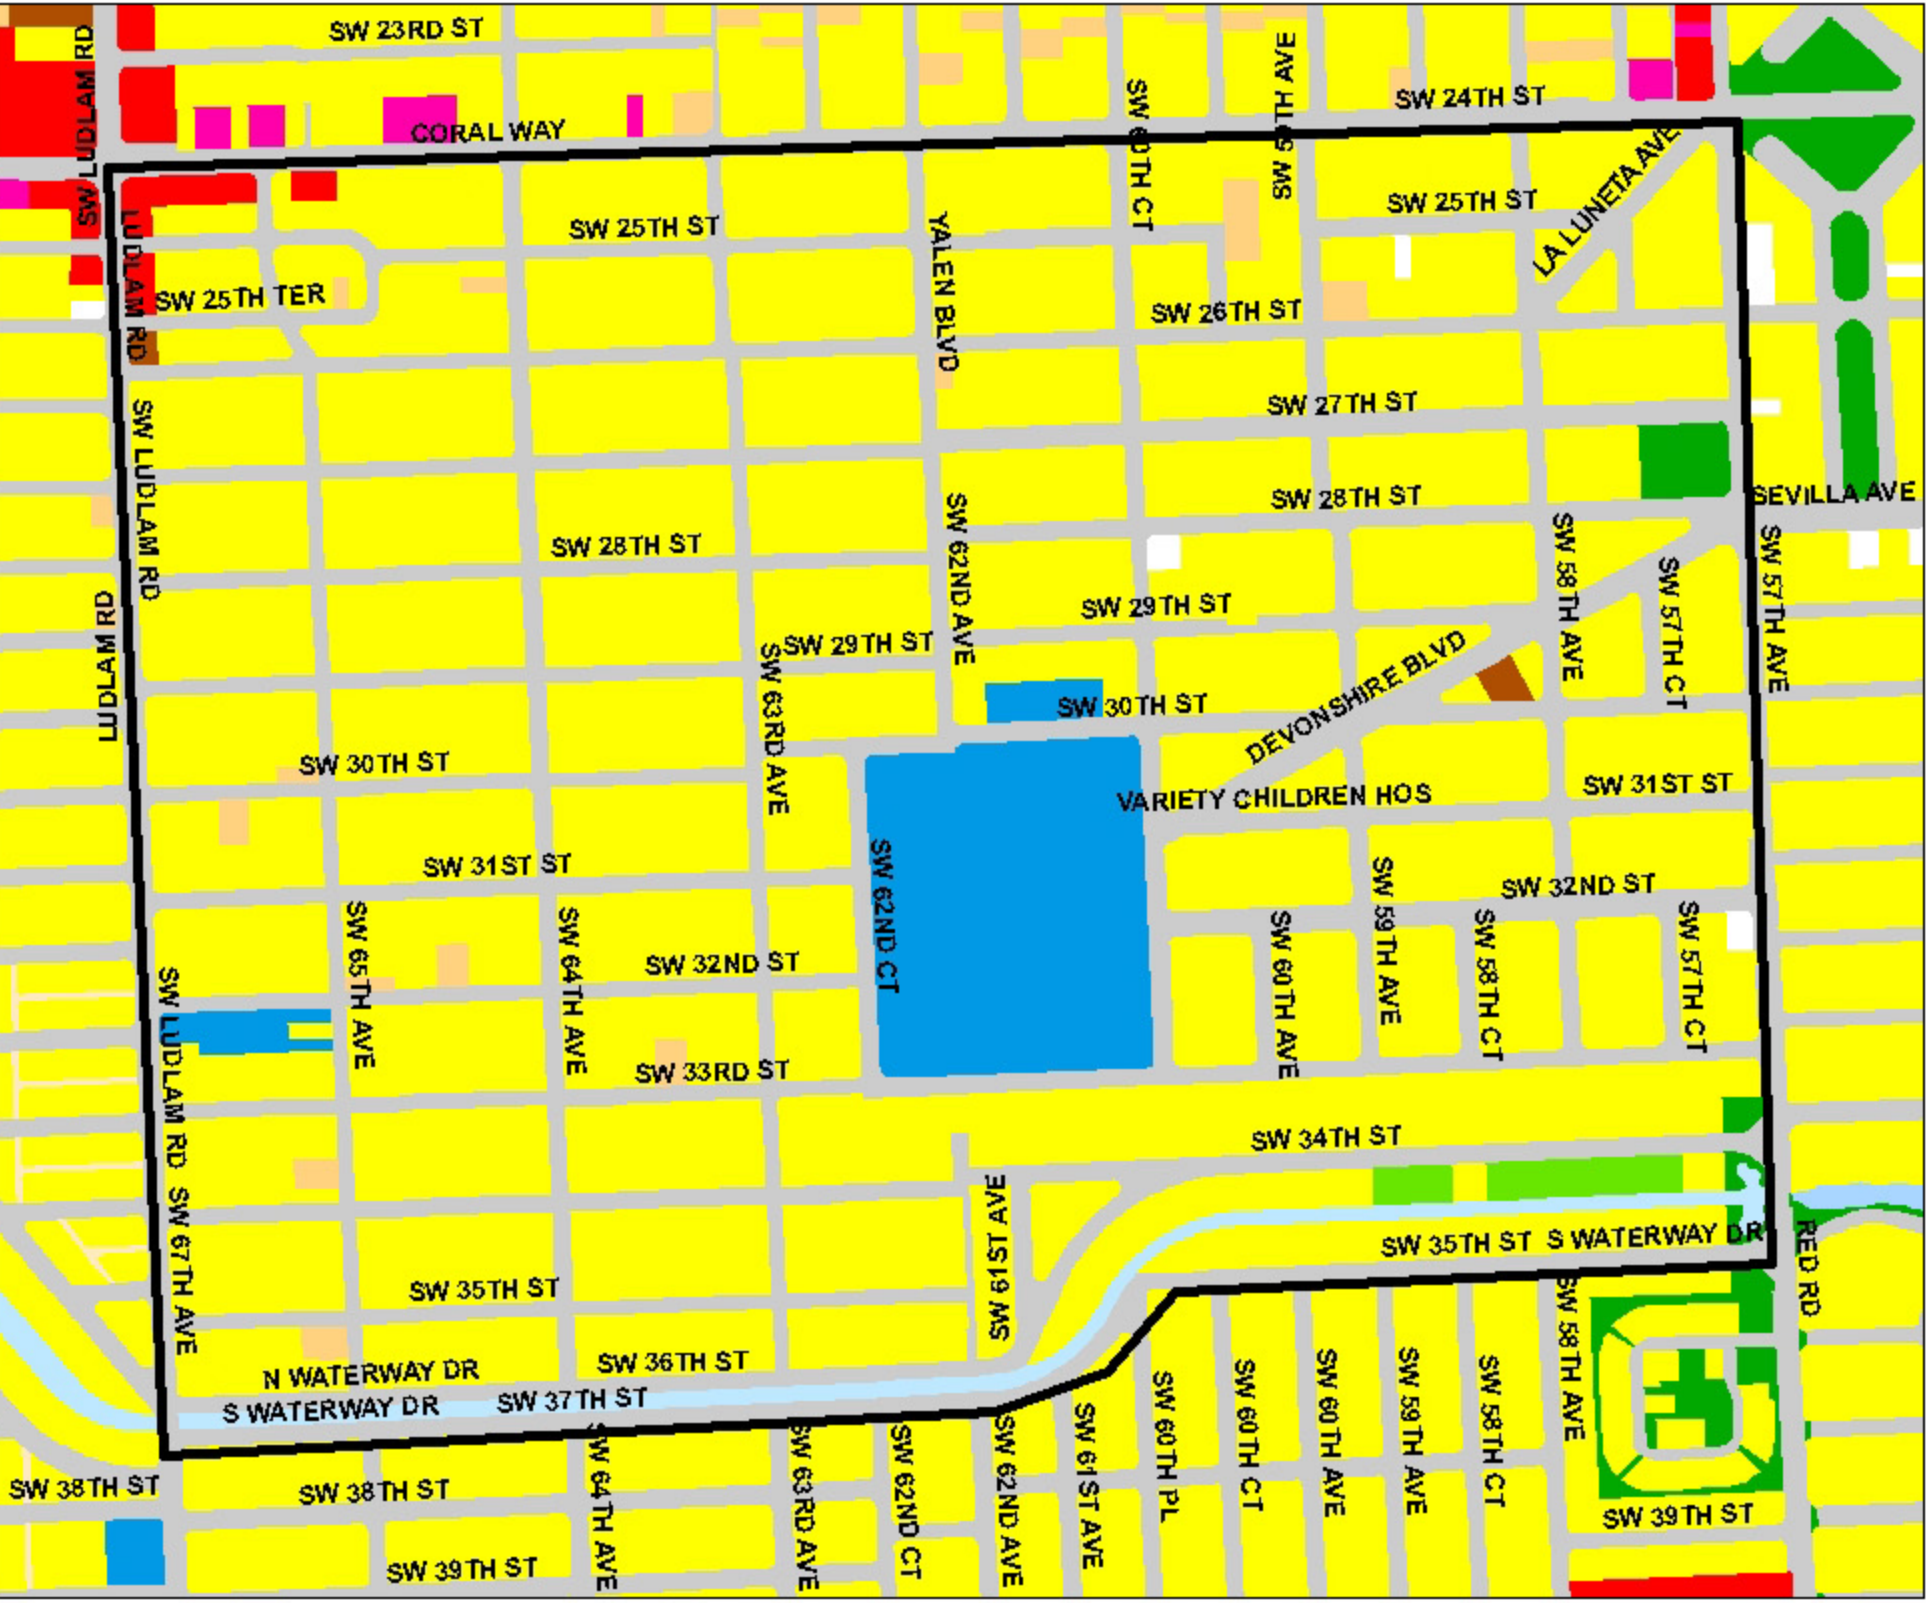 SW 23RD ST
SW LUDLAM RD
SW 59TH AVE
SW 60TH CT
SW 24TH ST
CORAL WAY
LA LUNETA AVE
SW 25TH ST
SW 25TH ST
LUDLAM RD
YALEN BLVD
SW 25TH TER
SW 26TH ST
SW 27TH ST
SW LUDLAM RD
SW 28TH ST
SEVILLA AVE
SW 62ND AVE
SW 58TH AVE
SW 57TH AVE
SW 28TH ST
SW 57TH CT
LUDLAM RD
SW 29TH ST
SW 29TH ST
SW 63RD AVE
DEVONSHIRE BLVD
SW 30TH ST
SW 30TH ST
SW 31ST ST
VARIETY CHILDREN HOS
SW 62ND CT
SW 31ST ST
SW 59TH AVE
SW 32ND ST
SW 65TH AVE
SW 64TH AVE
SW 60TH AVE
SW 58TH CT
SW 57TH CT
SW 32ND ST
SW LUDLAM RD
SW 33RD ST
SW 34TH ST
SW 67TH AVE
SW 61ST AVE
SW 35TH ST
S WATERWAY DR
RED RD
SW 35TH ST
SW 58TH AVE
N WATERWAY DR
SW 36TH ST
S WATERWAY DR
SW 37TH ST
SW 38TH ST
SW 38TH ST
SW 64TH AVE
SW 63RD AVE
SW 62ND CT
SW 62ND AVE
SW 61ST AVE
SW 60TH PL
SW 60TH CT
SW 60TH AVE
SW 59TH AVE
SW 58TH CT
SW 39TH ST
SW 39TH ST